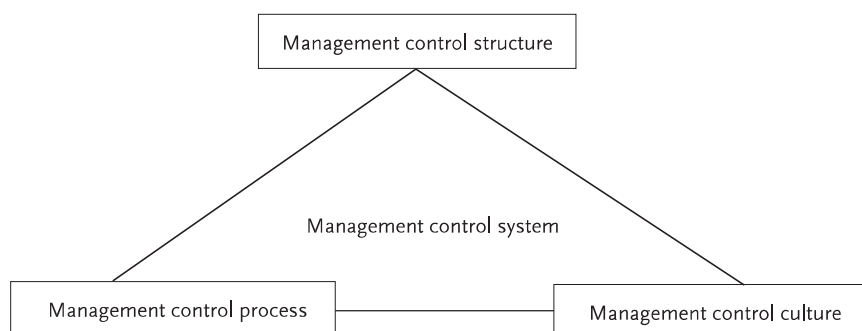 Management control structure
Management control system
Management control process
Management control culture